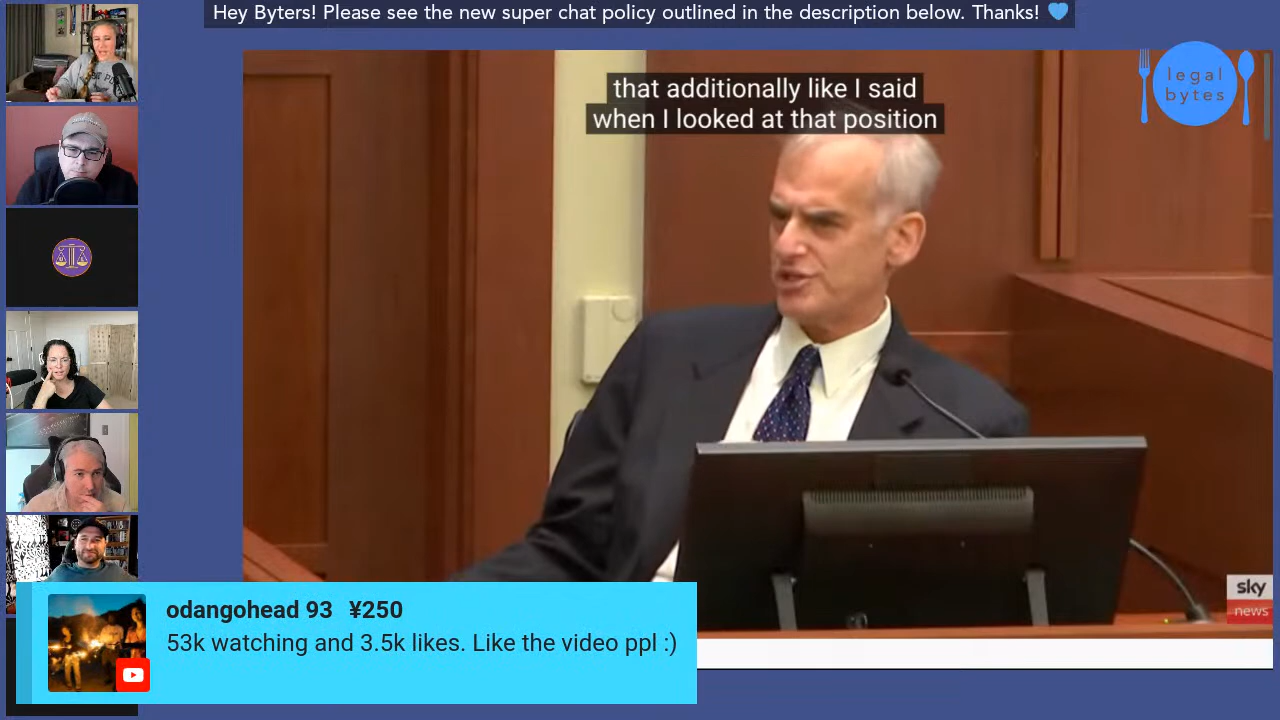 Hey Byters! Please see the new super chat policy outlined in the description below. Thanks! 💙
legal
bytes
that additionally like I said
when I looked at that position
sky
news
odangohead 93 ¥250
53k watching and 3.5k likes. Like the video ppl :)